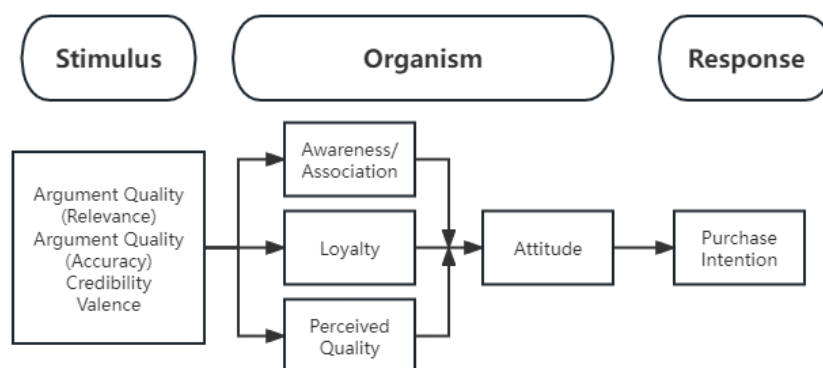 Stimulus
Organism
Response
Argument Quality
(Relevance)
Argument Quality
(Accuracy)
Credibility
Valence
Awareness/
Association
Loyalty
Perceived
Quality
Attitude
Purchase
Intention